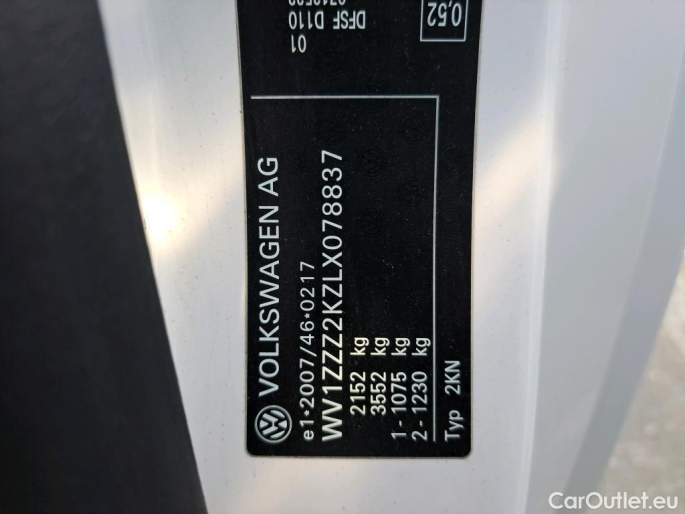 VOLKSWAGEN AG
e1*2007/46*0217
WV1ZZZ2KZLX078837
2152 kg
3552 kg
1- 1075 kg
2- 1230 kg
Typ 2KN
01
DFSF D110
0,52
CarOutlet.eu